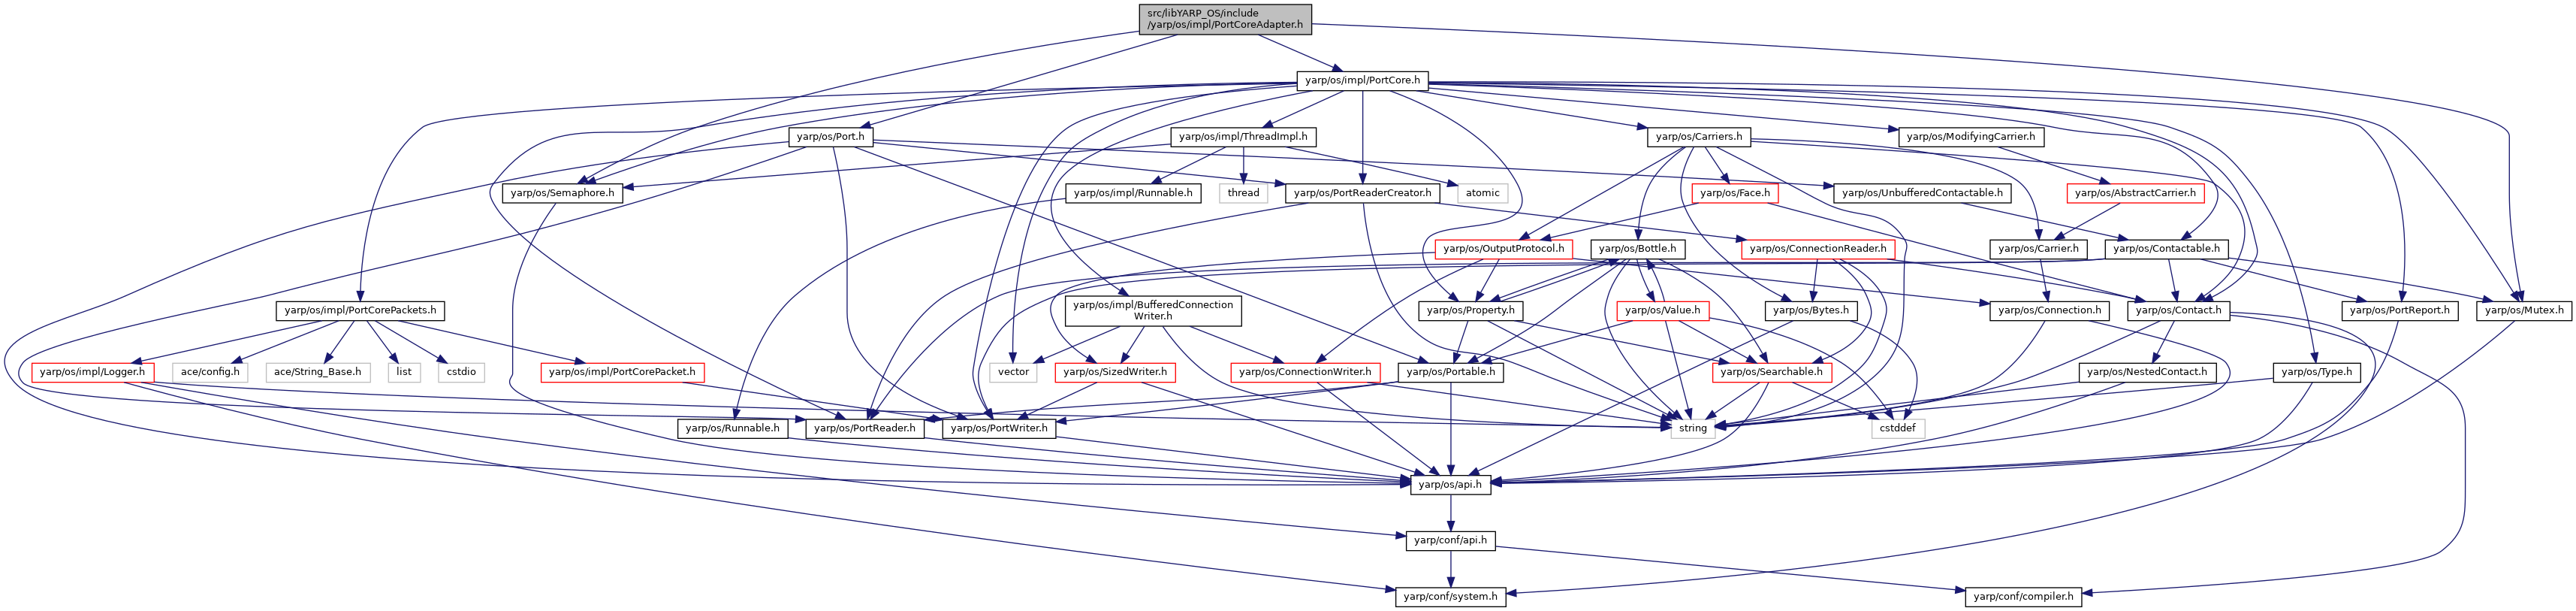 src/libYARP_OS/include
/yarp/os/impl/PortCoreAdapter.h
yarp/os/impl/PortCore.h
yarp/os/Port.h
yarp/os/impl/ThreadImpl.h
yarp/os/Carriers.h
yarp/os/ModifyingCarrier.h
yarp/os/Semaphore.h
yarp/os/impl/Runnable.h
thread
yarp/os/PortReaderCreator.h
atomic
yarp/os/Face.h
yarp/os/UnbufferedContactable.h
yarp/os/AbstractCarrier.h
yarp/os/OutputProtocol.h
yarp/os/Bottle.h
yarp/os/ConnectionReader.h
yarp/os/Carrier.h
yarp/os/Contactable.h
yarp/os/impl/PortCorePackets.h
yarp/os/impl/BufferedConnection
Writer.h
yarp/os/Property.h
yarp/os/Value.h
yarp/os/Bytes.h
yarp/os/Connection.h
yarp/os/Contact.h
yarp/os/PortReport.h
yarp/os/Mutex.h
yarp/os/impl/Logger.h
ace/config.h
ace/String_Base.h
list
cstdio
yarp/os/impl/PortCorePacket.h
vector
yarp/os/SizedWriter.h
yarp/os/ConnectionWriter.h
yarp/os/Portable.h
yarp/os/Searchable.h
yarp/os/NestedContact.h
yarp/os/Type.h
yarp/os/Runnable.h
yarp/os/PortReader.h
yarp/os/PortWriter.h
string
cstddef
yarp/os/api.h
yarp/conf/api.h
yarp/conf/system.h
yarp/conf/compiler.h